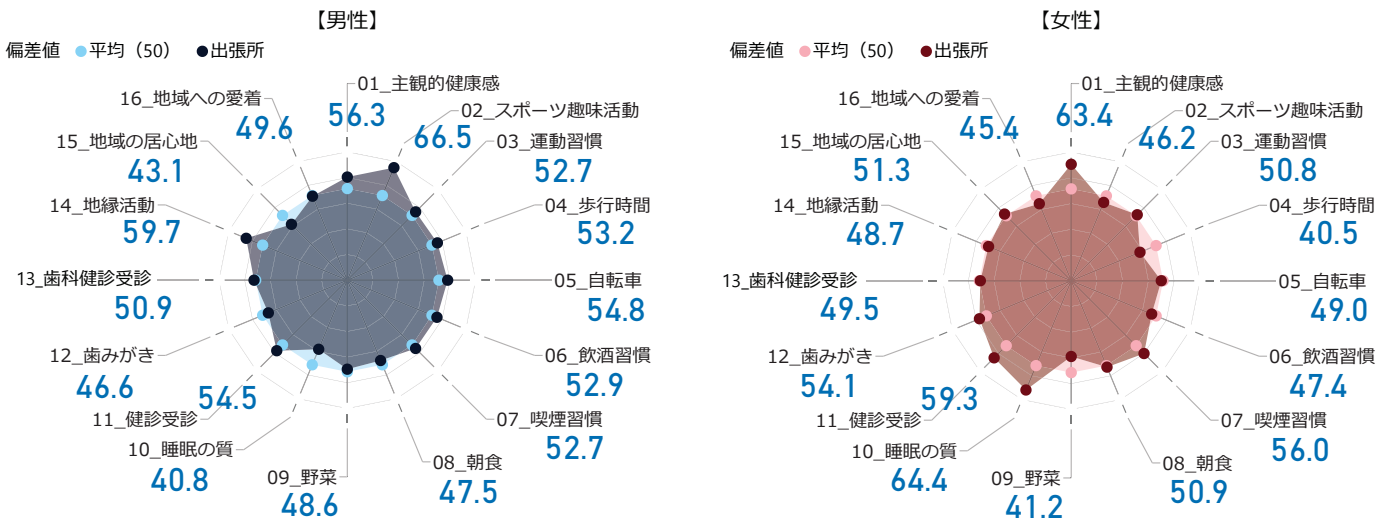 【男性】
偏差値 ●平均（50） ●出張所
01_主観的健康感
56.3
02_スポーツ趣味活動
66.5
03_運動習慣
52.7
04_歩行時間
53.2
05_自転車
54.8
06_飲酒習慣
52.9
07_喫煙習慣
52.7
08_朝食
47.5
09_野菜
48.6
10_睡眠の質
40.8
11_健診受診
54.5
12_歯みがき
46.6
13_歯科健診受診
50.9
14_地縁活動
59.7
15_地域の居心地
43.1
16_地域への愛着
49.6
【女性】
偏差値 ●平均（50） ●出張所
01_主観的健康感
63.4
02_スポーツ趣味活動
46.2
03_運動習慣
50.8
04_歩行時間
40.5
05_自転車
49.0
06_飲酒習慣
47.4
07_喫煙習慣
56.0
08_朝食
50.9
09_野菜
41.2
10_睡眠の質
64.4
11_健診受診
59.3
12_歯みがき
54.1
13_歯科健診受診
49.5
14_地縁活動
48.7
15_地域の居心地
51.3
16_地域への愛着
45.4